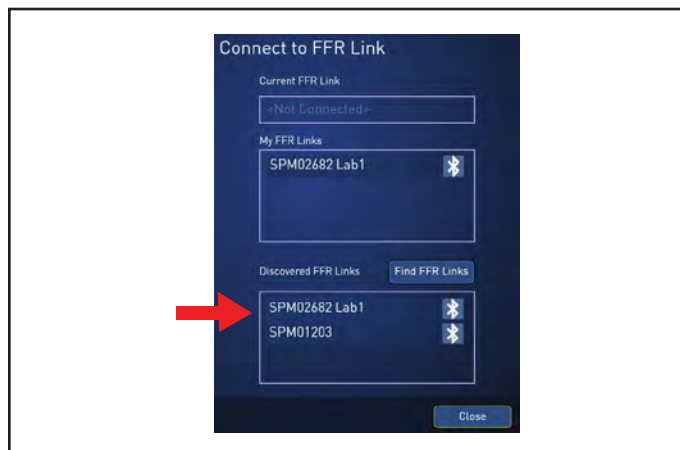 Connect to FFR Link
Current FFR Link
<Not Connected>
My FFR Links
SPM02682 Lab1
Discovered FFR Links
Find FFR Links
SPM02682 Lab1
SPM01203
Close